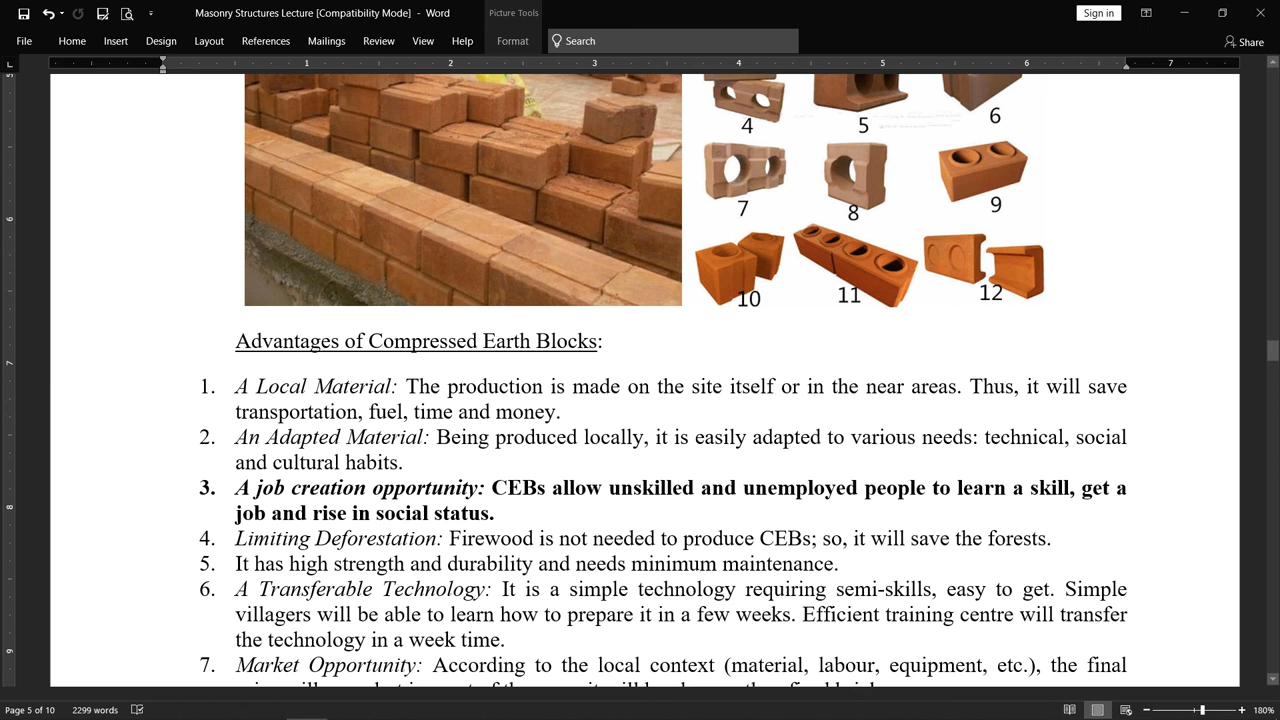 Masonry Structures Lecture [Compatibility Mode] - Word
Picture Tools
Sign in
File Home Insert Design Layout References Mailings Review View Help Format Search Share
1 2 3 4 5 6 7
4 5 6
7 8 9
10 11 12
Advantages of Compressed Earth Blocks:
1. A Local Material: The production is made on the site itself or in the near areas. Thus, it will save
transportation, fuel, time and money.
2. An Adapted Material: Being produced locally, it is easily adapted to various needs: technical, social
and cultural habits.
3. A job creation opportunity: CEBs allow unskilled and unemployed people to learn a skill, get a
job and rise in social status.
4. Limiting Deforestation: Firewood is not needed to produce CEBs; so, it will save the forests.
5. It has high strength and durability and needs minimum maintenance.
6. A Transferable Technology: It is a simple technology requiring semi-skills, easy to get. Simple
villagers will be able to learn how to prepare it in a few weeks. Efficient training centre will transfer
the technology in a week time.
7. Market Opportunity: According to the local context (material, labour, equipment, etc.), the final
Page 5 of 10 2299 words 180%